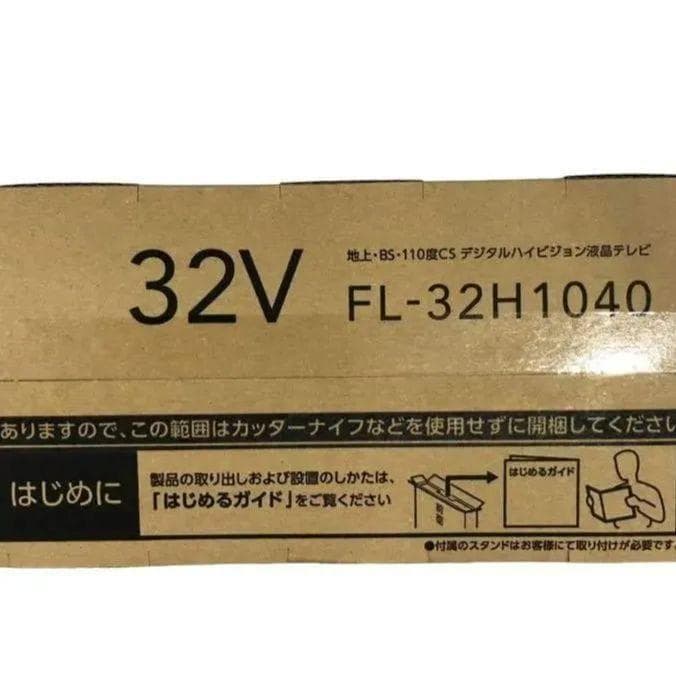 32V
地上・BS・110度CS デジタルハイビジョン液晶テレビ
FL-32H1040
ありますので、この範囲はカッターナイフなどを使用せずに開梱してください
はじめに
製品の取り出しおよび設置のしかたは、
「はじめるガイド」をご覧ください
はじめるガイド
●付属のスタンドはお客様にて取り付けが必要です。